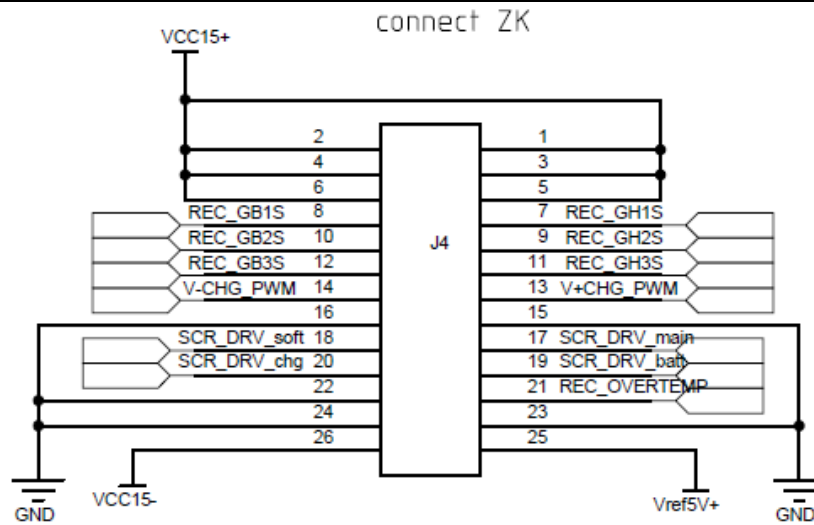 connect ZK
VCC15+
2 1
4 3
6 5
REC_GB1S 8 7 REC_GH1S
REC_GB2S 10 9 REC_GH2S
J4
REC_GB3S 12 11 REC_GH3S
V-CHG_PWM 14 13 V+CHG_PWM
16 15
SCR_DRV_soft 18 17 SCR_DRV_main
SCR_DRV_chg 20 19 SCR_DRV_batt
22 21 REC_OVERTEMP
24 23
26 25
VCC15- Vref5V+
GND GND